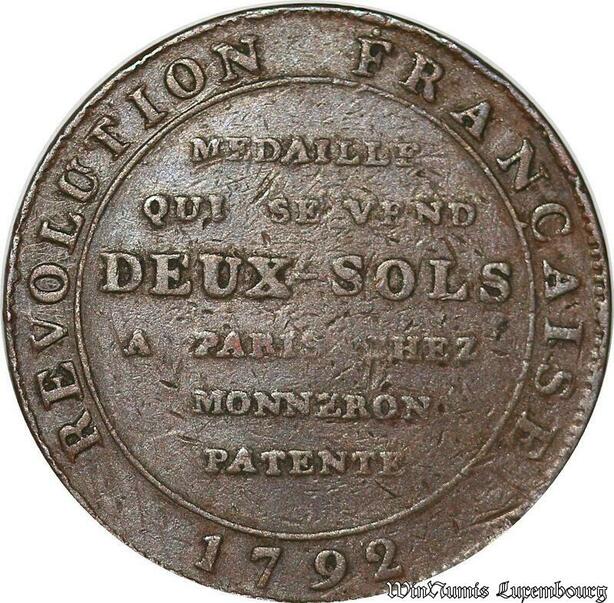 REVOLUTION FRANCAISE
MEDAILLE
QUI SE VEND
DEUX SOLS
A PARIS CHEZ
MONNERON
PATENTE
1792
WinNumis Luxembourg